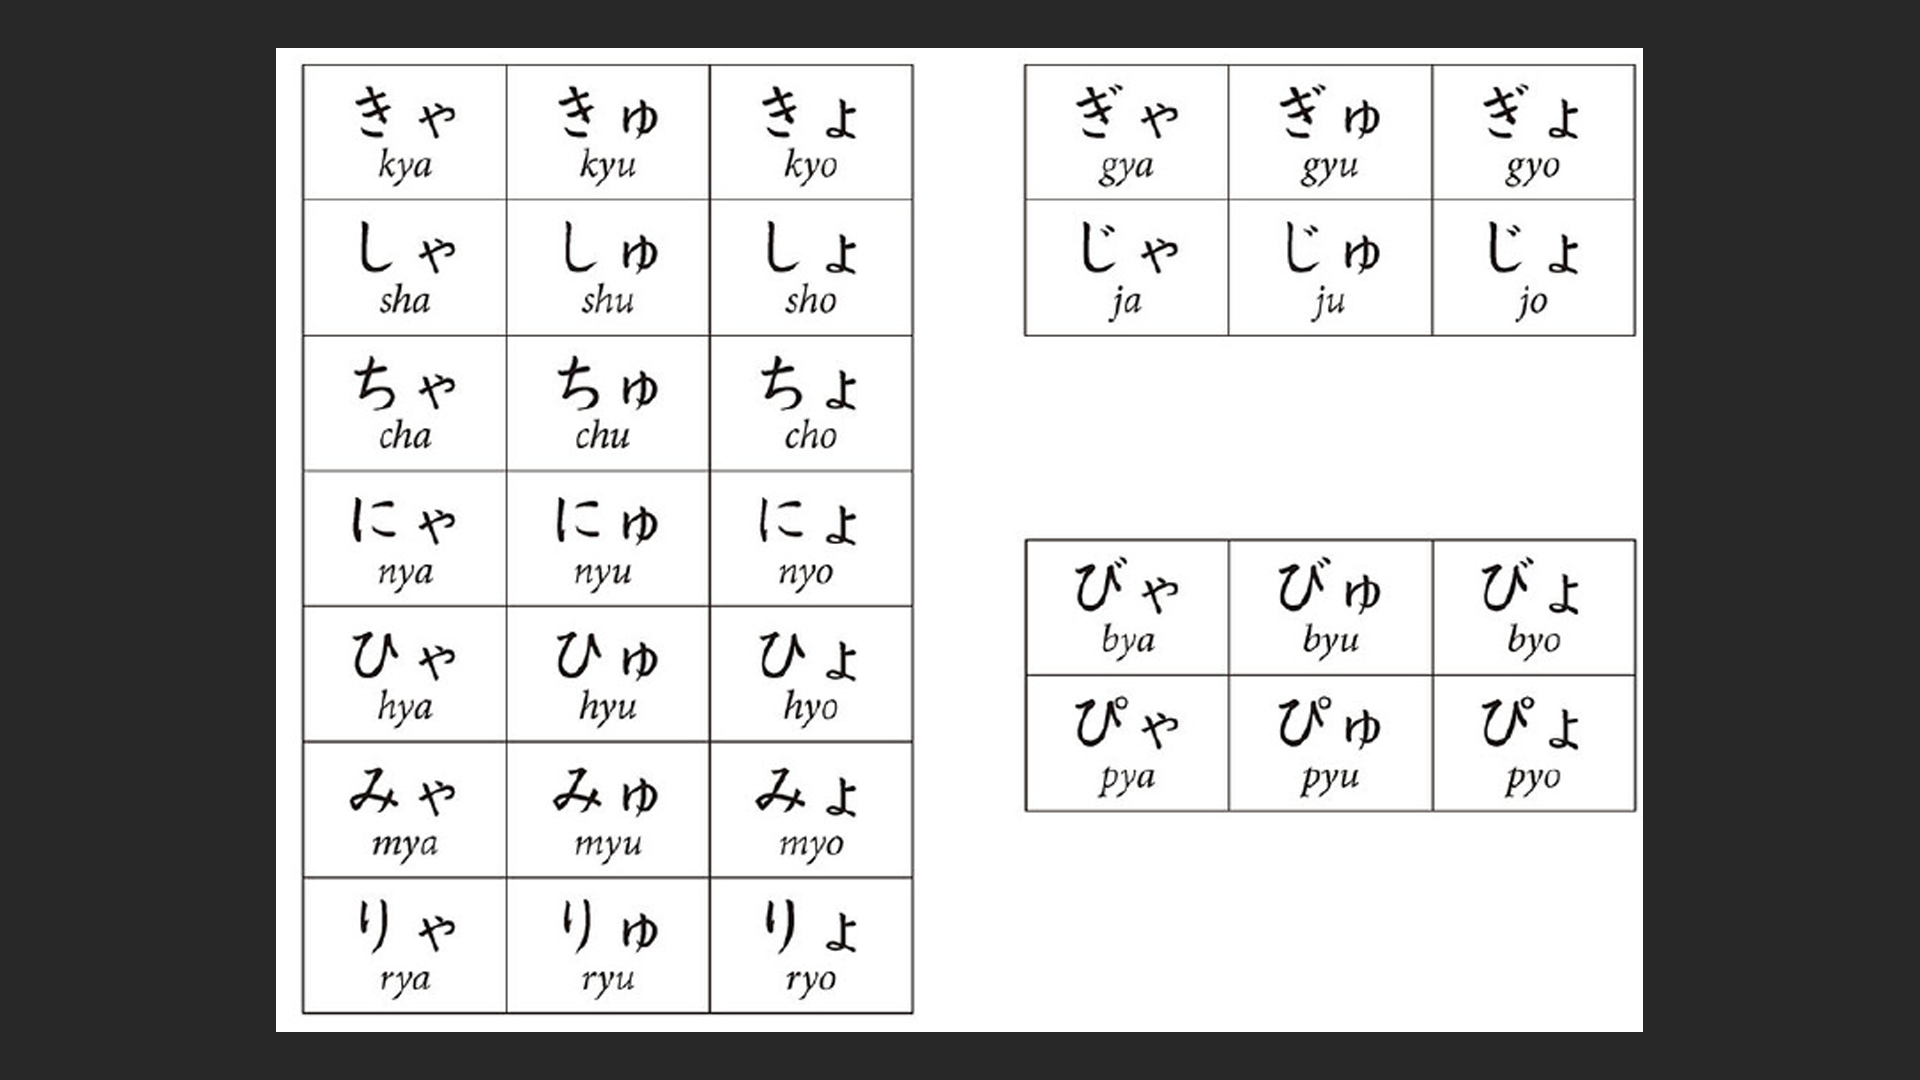 きゃ きゅ きょ
kya kyu kyo
しゃ しゅ しょ
sha shu sho
ちゃ ちゅ ちょ
cha chu cho
にゃ にゅ にょ
nya nyu nyo
ひゃ ひゅ ひょ
hya hyu hyo
みゃ みゅ みょ
mya myu myo
りゃ りゅ りょ
rya ryu ryo
ぎゃ ぎゅ ぎょ
gya gyu gyo
じゃ じゅ じょ
ja ju jo
びゃ びゅ びょ
bya byu byo
ぴゃ ぴゅ ぴょ
pya pyu pyo